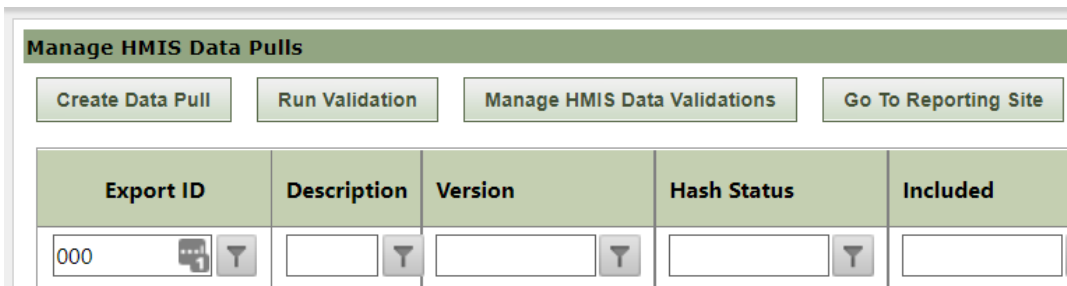 Manage HMIS Data Pulls
Create Data Pull Run Validation Manage HMIS Data Validations Go To Reporting Site
Export ID Description Version Hash Status Included
000 1